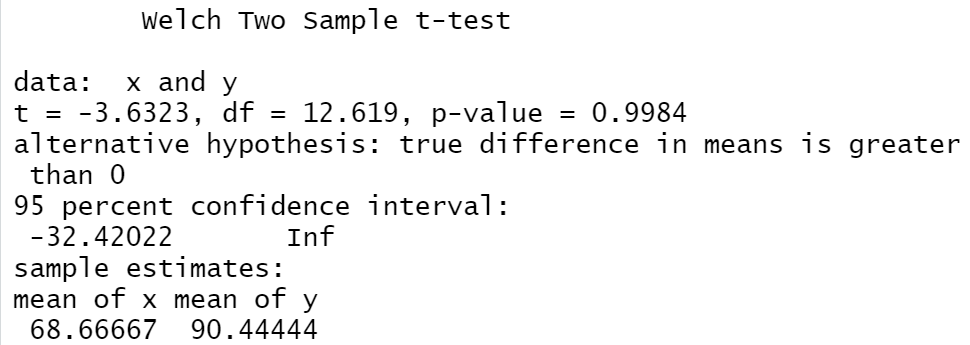 Welch Two Sample t-test
data:  x and y
t = -3.6323, df = 12.619, p-value = 0.9984
alternative hypothesis: true difference in means is greater
than 0
95 percent confidence interval:
-32.42022       Inf
sample estimates:
mean of x mean of y
68.66667  90.44444